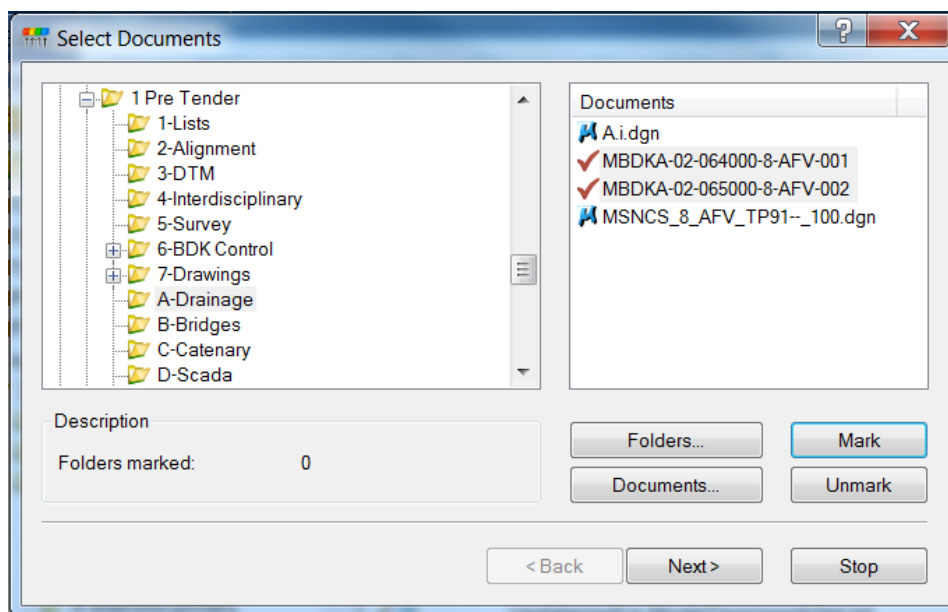 Select Documents
1 Pre Tender
1-Lists
2-Alignment
3-DTM
4-Interdisciplinary
5-Survey
6-BDK Control
7-Drawings
A-Drainage
B-Bridges
C-Catenary
D-Scada
Documents
A.i.dgn
MBDKA-02-064000-8-AFV-001
MBDKA-02-065000-8-AFV-002
MSNCS_8_AFV_TP91--_100.dgn
Description
Folders marked: 0
Folders... Mark
Documents... Unmark
< Back Next > Stop